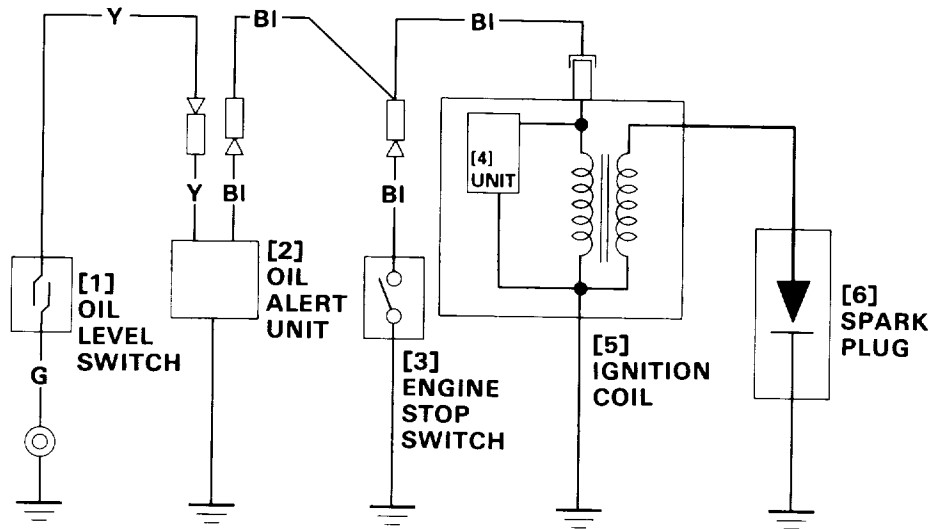 Y
Bl
Bl
[4]
UNIT
Y
Bl
Bl
[1]
OIL
LEVEL
SWITCH
G
[2]
OIL
ALERT
UNIT
[3]
ENGINE
STOP
SWITCH
[5]
IGNITION
COIL
[6]
SPARK
PLUG